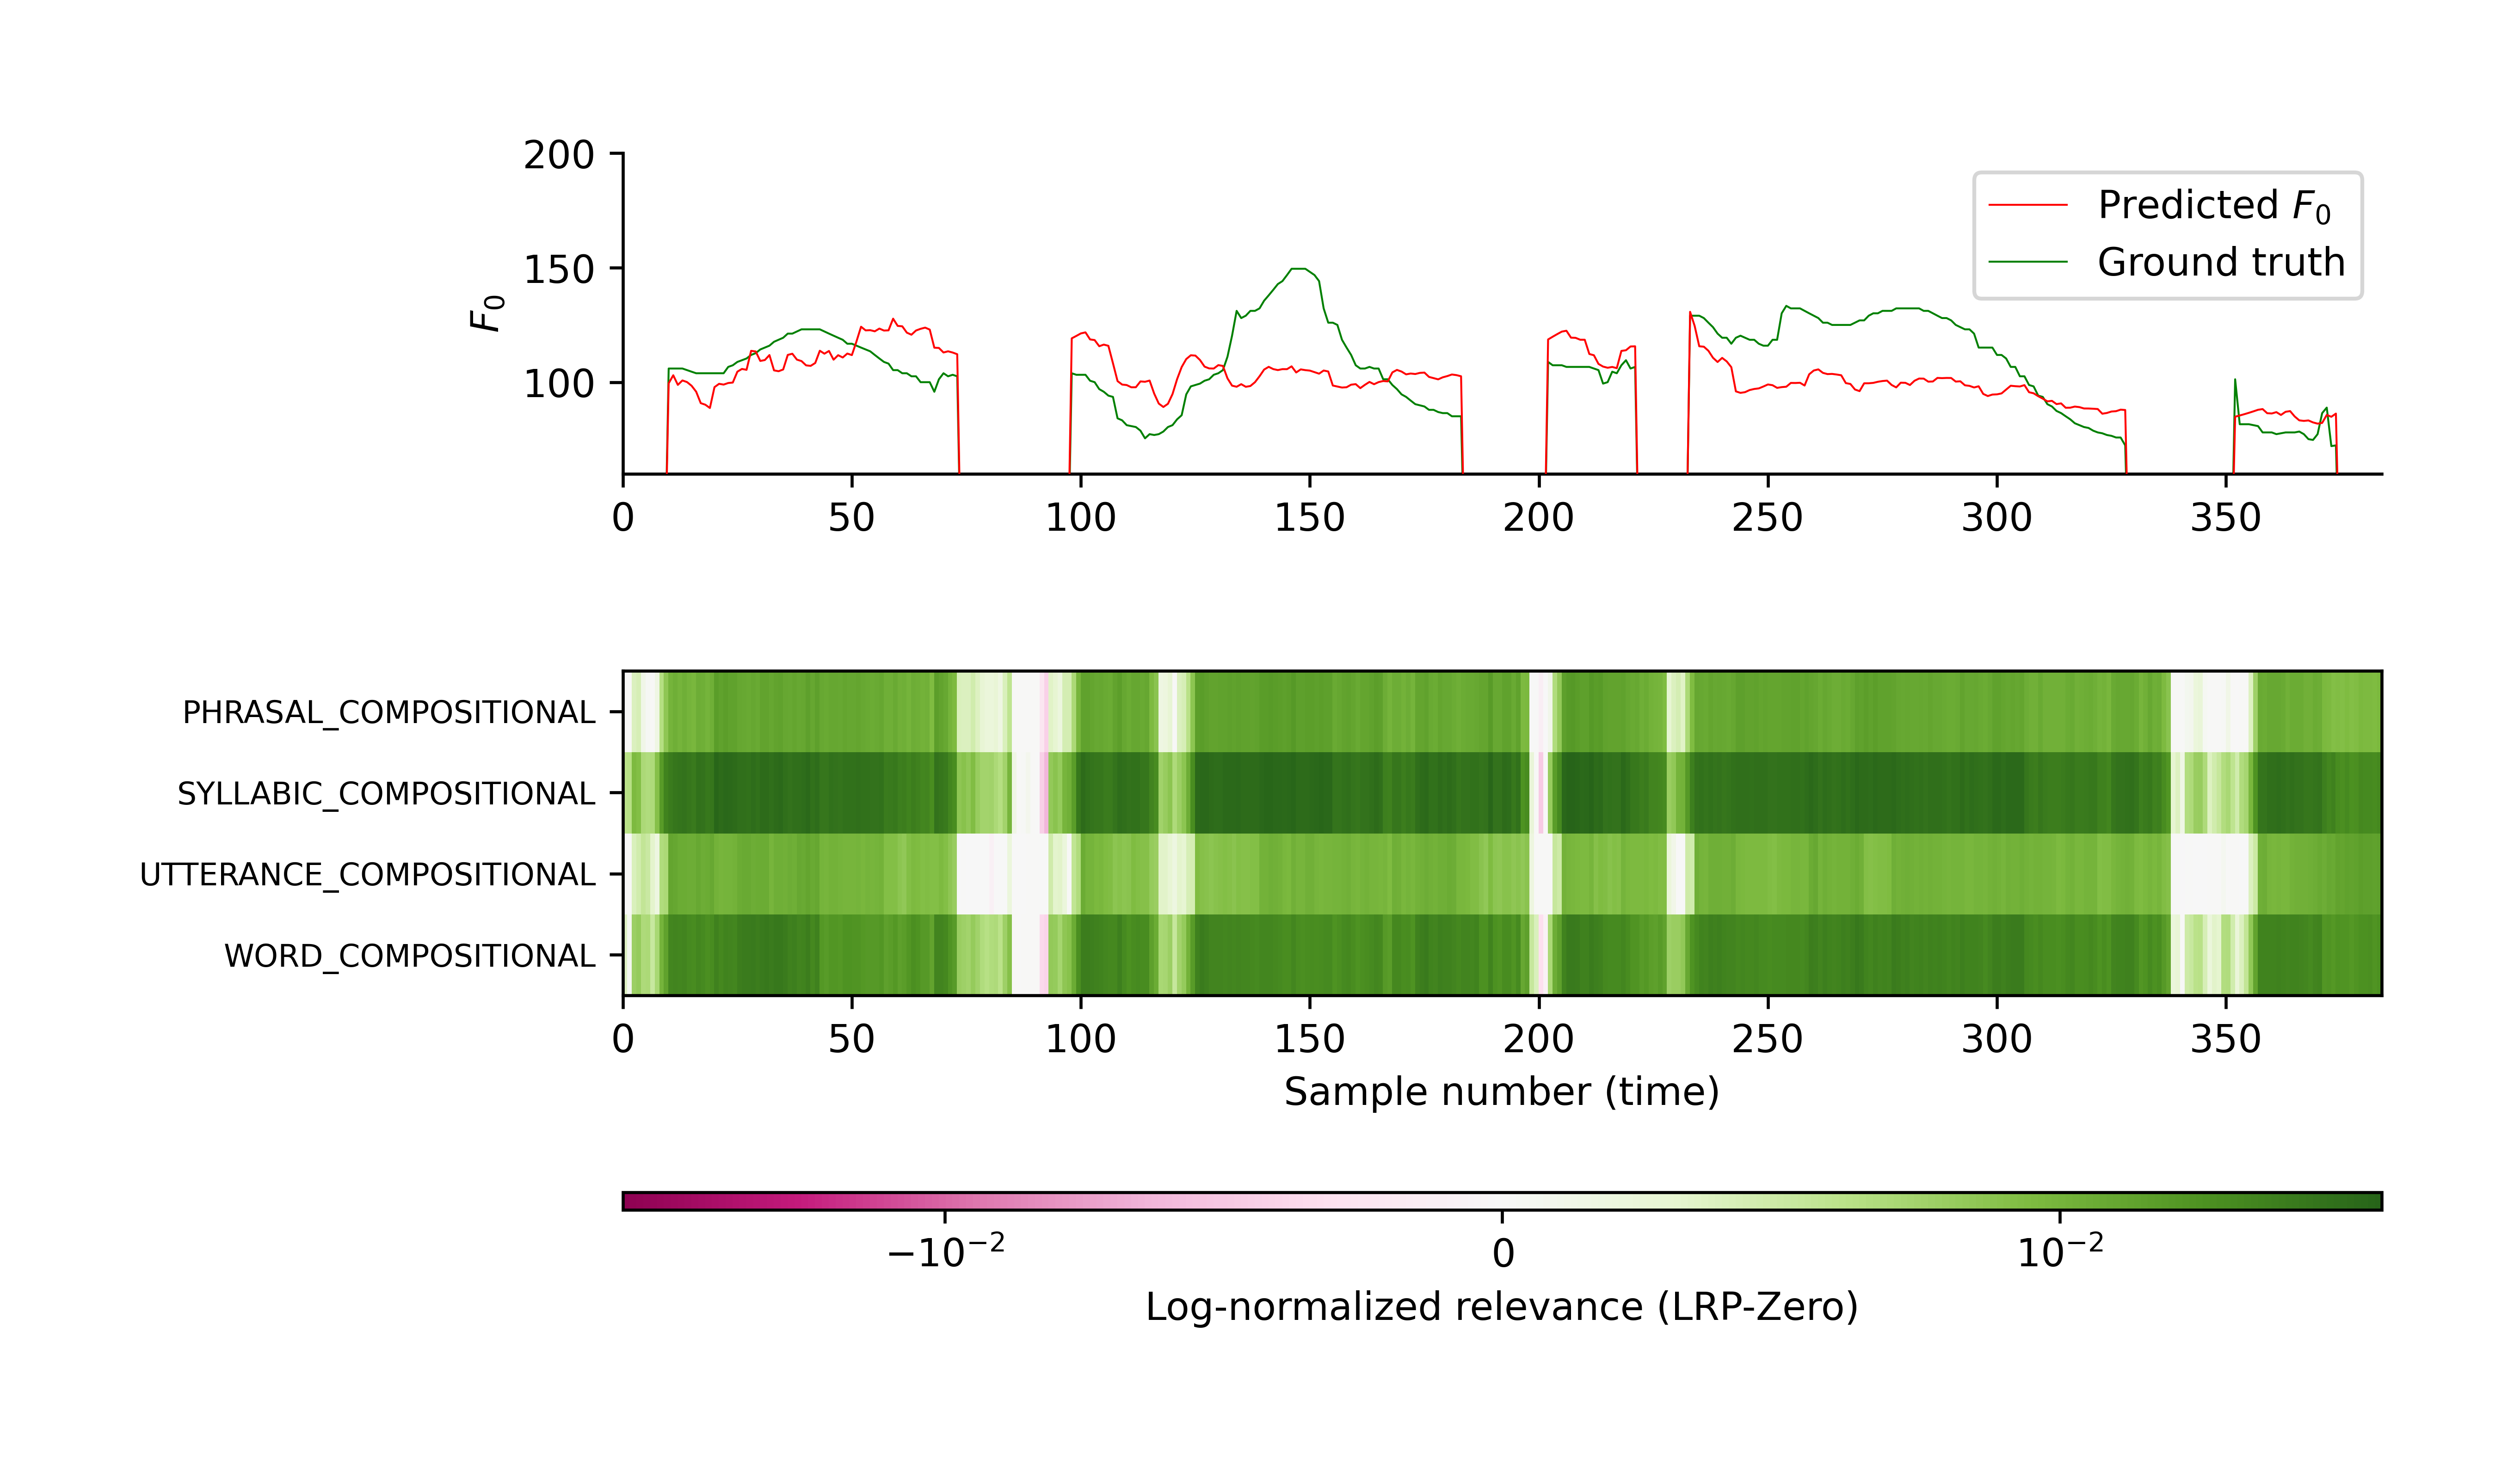 200
150
100
F0
Predicted F0
Ground truth
0 50 100 150 200 250 300 350
PHRASAL_COMPOSITIONAL
SYLLABIC_COMPOSITIONAL
UTTERANCE_COMPOSITIONAL
WORD_COMPOSITIONAL
0 50 100 150 200 250 300 350
Sample number (time)
−10⁻² 0 10⁻²
Log-normalized relevance (LRP-Zero)